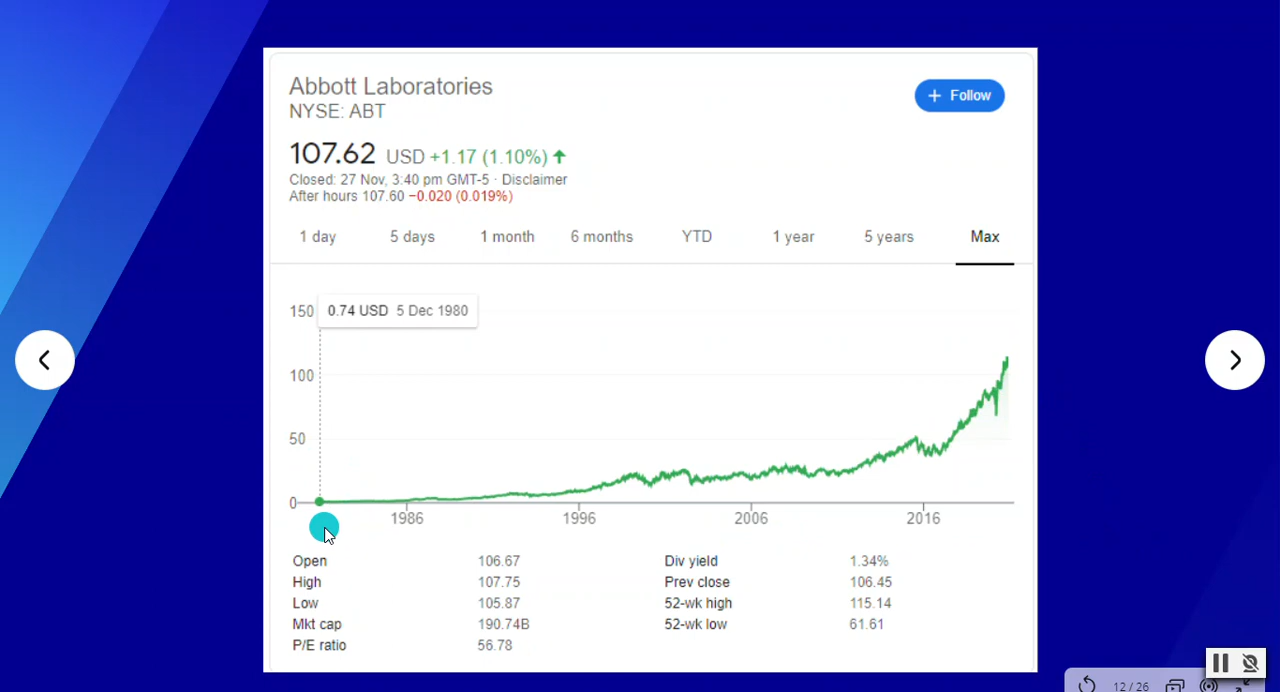 Abbott Laboratories
NYSE: ABT
+ Follow
107.62 USD +1.17 (1.10%) ↑
Closed: 27 Nov, 3:40 pm GMT-5 · Disclaimer
After hours 107.60 −0.020 (0.019%)
1 day 5 days 1 month 6 months YTD 1 year 5 years Max
150
0.74 USD 5 Dec 1980
100
50
0
1986 1996 2006 2016
Open 106.67 Div yield 1.34%
High 107.75 Prev close 106.45
Low 105.87 52-wk high 115.14
Mkt cap 190.74B 52-wk low 61.61
P/E ratio 56.78
12 / 26